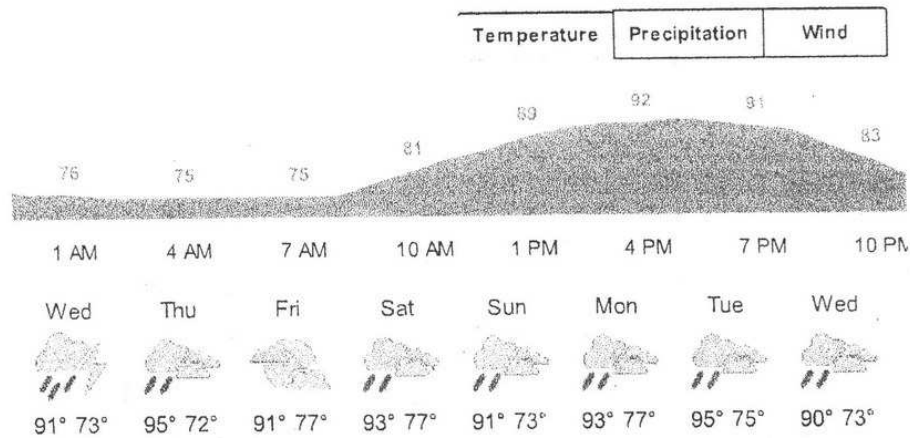 Temperature Precipitation Wind
76 75 75 81 89 92 91 83
1 AM 4 AM 7 AM 10 AM 1 PM 4 PM 7 PM 10 PM
Wed Thu Fri Sat Sun Mon Tue Wed
91° 73° 95° 72° 91° 77° 93° 77° 91° 73° 93° 77° 95° 75° 90° 73°